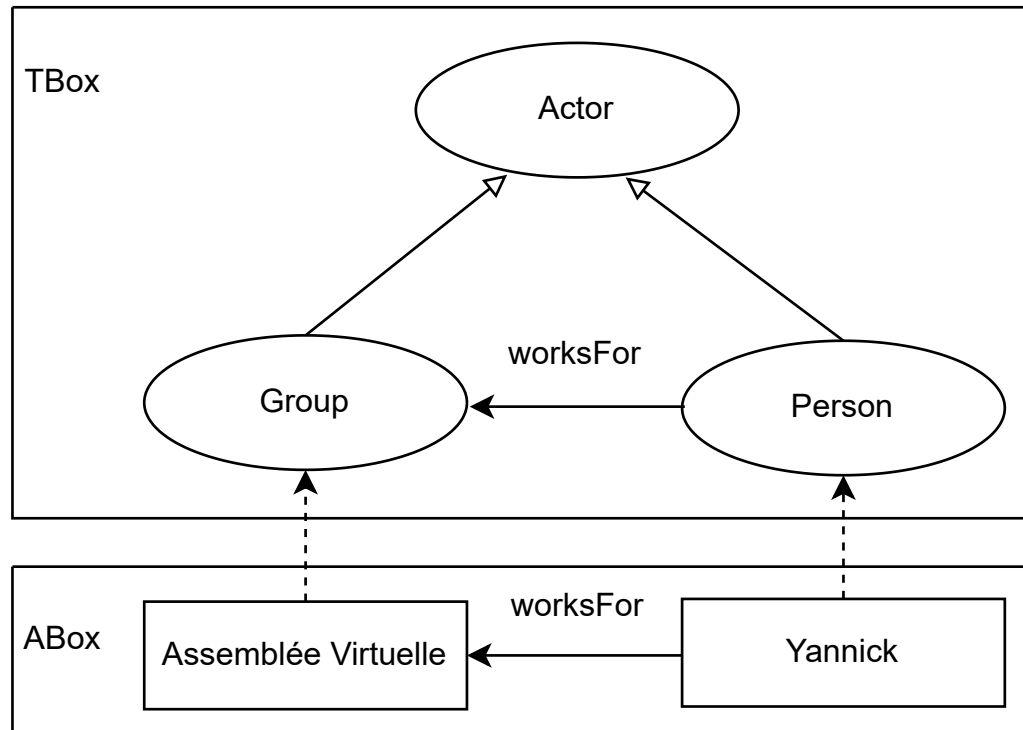 TBox
Actor
worksFor
Group
Person
ABox
worksFor
Assemblée Virtuelle
Yannick